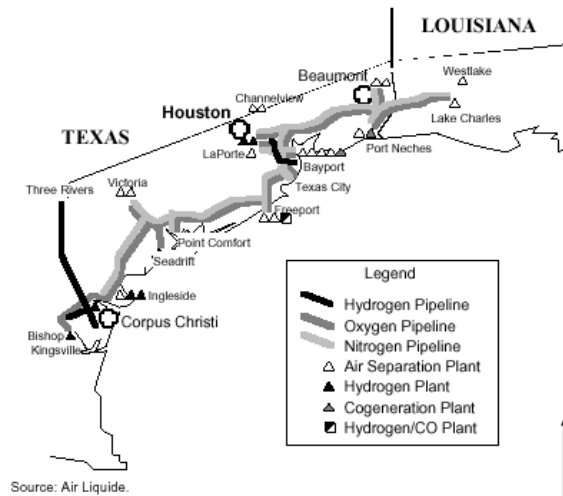 LOUISIANA
Beaumont
Westlake
Channelview
Houston
Lake Charles
TEXAS
LaPorte
Port Neches
Bayport
Three Rivers
Victoria
Texas City
Freeport
Point Comfort
Seadrift
Ingleside
Corpus Christi
Bishop
Kingsville
Legend
Hydrogen Pipeline
Oxygen Pipeline
Nitrogen Pipeline
Air Separation Plant
Hydrogen Plant
Cogeneration Plant
Hydrogen/CO Plant
Source: Air Liquide.